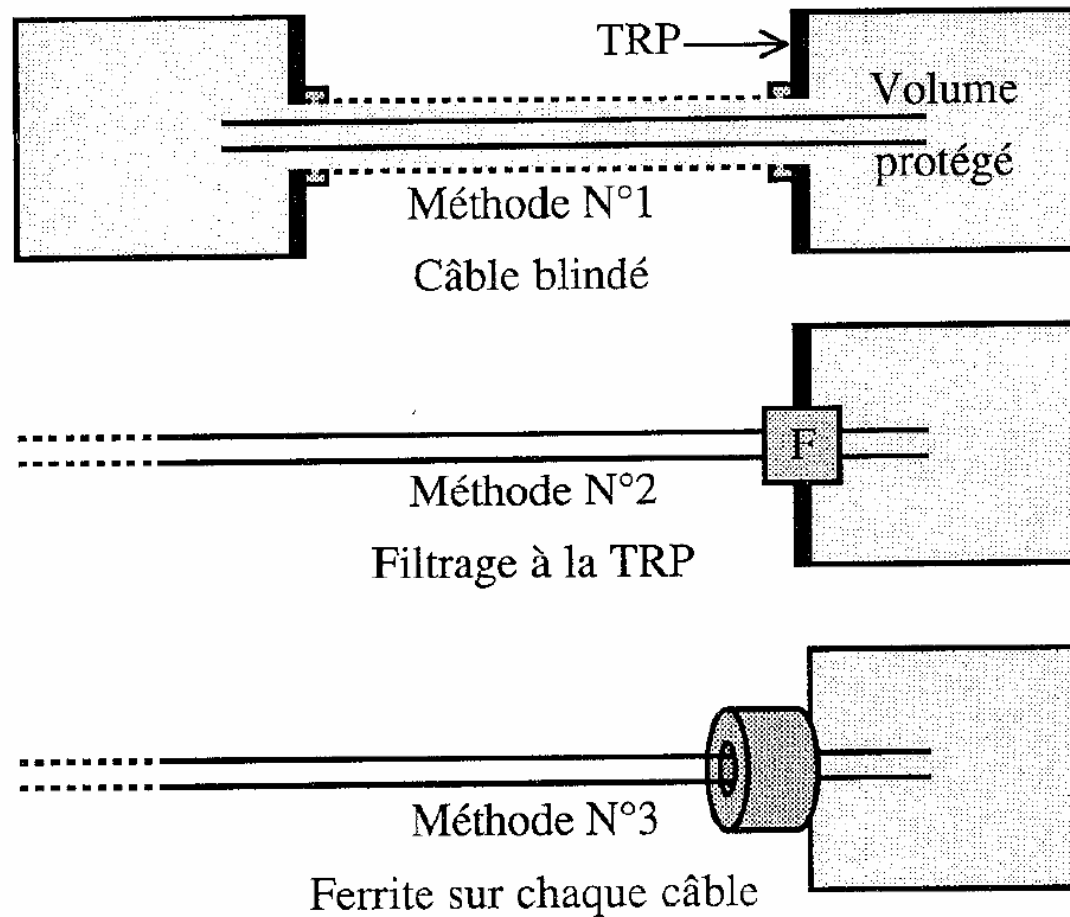 TRP
Volume
protégé
Méthode N°1
Câble blindé
F
Méthode N°2
Filtrage à la TRP
Méthode N°3
Ferrite sur chaque câble